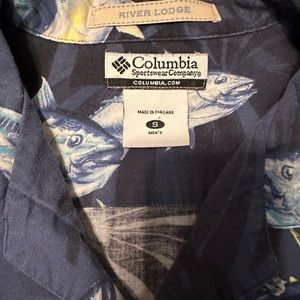 RIVER LODGE
Columbia
Sportswear Company®
COLUMBIA.COM
MADE IN THAILAND
S
MEN'S